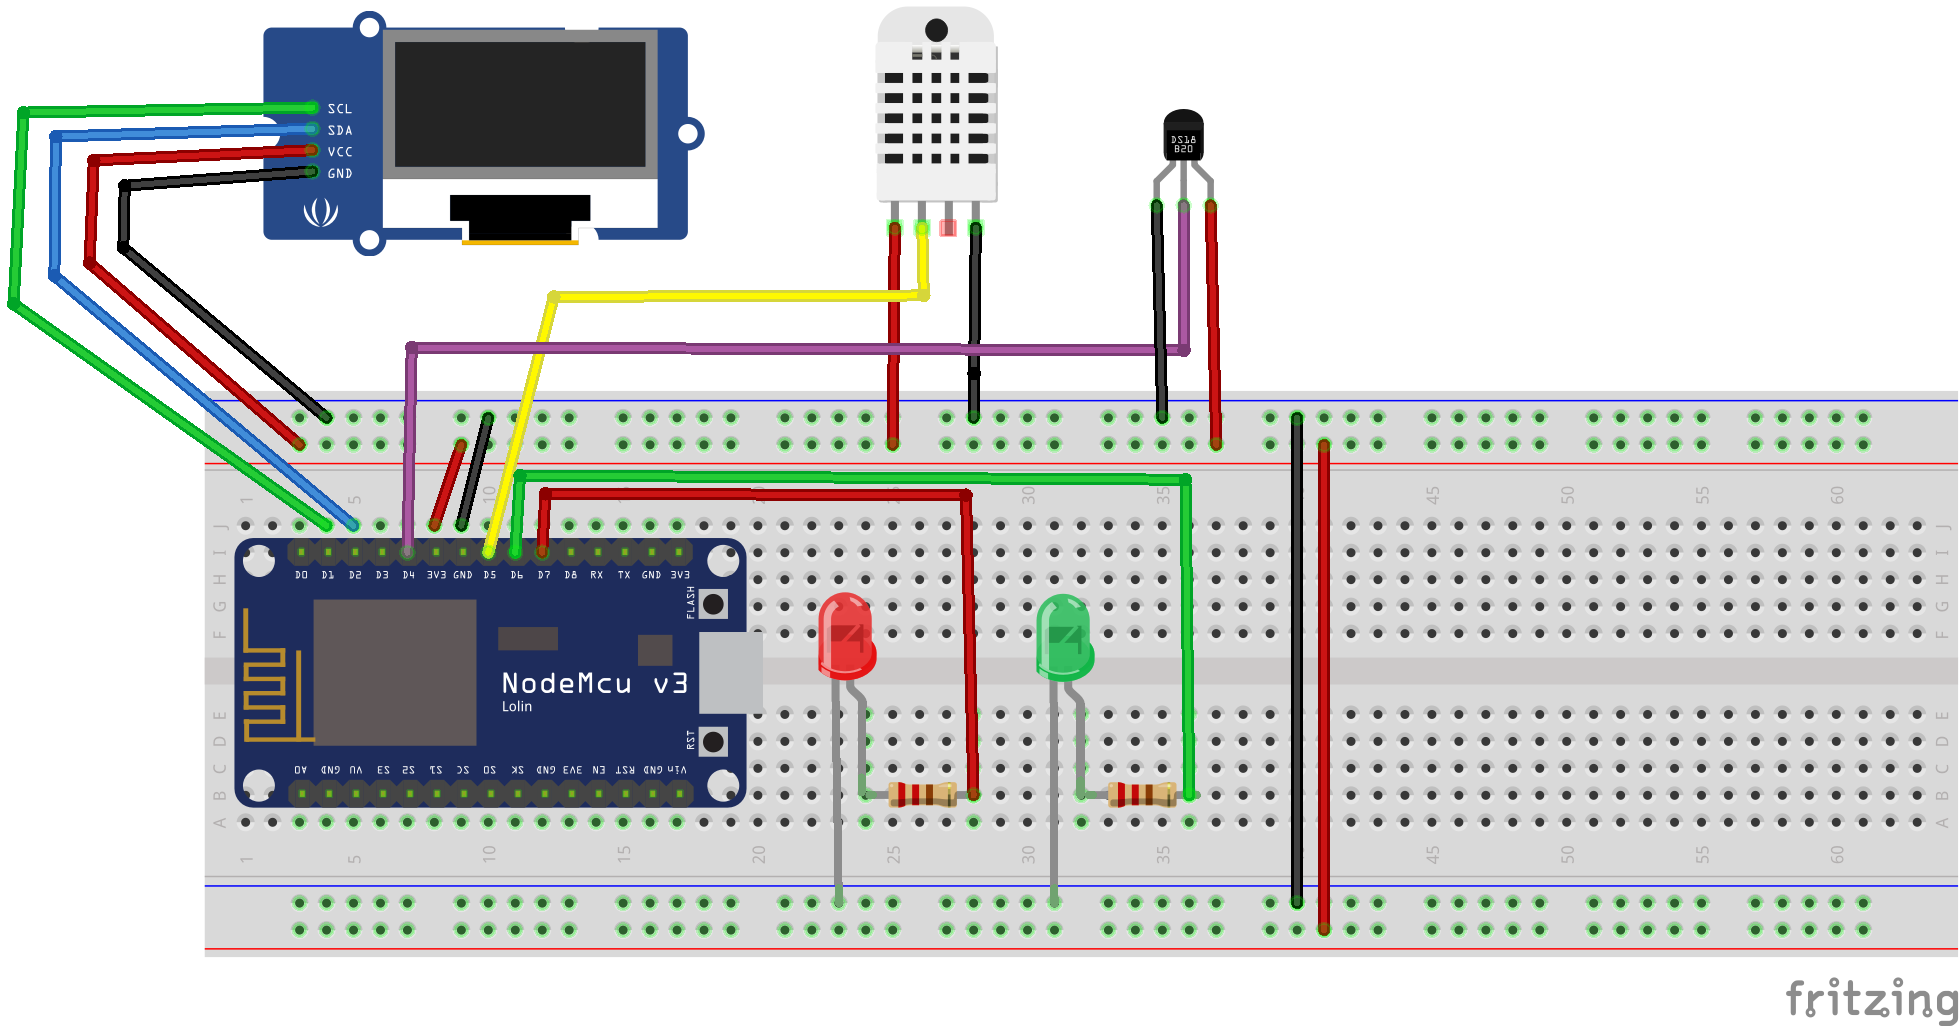 SCL
SDA
VCC
GND
DS18
B20
1 5 10 15 20 25 30 35 45 50 55 60
J J
I I
H H
G G
F F
D0 D1 D2 D3 D4 3V3 GND D5 D6 D7 D8 RX TX GND 3V3
FLASH
NodeMcu v3
Lolin
RST
E E
D D
C C
B B
A A
A0 GND VU S3 S2 S1 SC S0 SK GND 3V3 EN RST GND Vin
1 5 10 15 20 25 30 35 45 50 55 60
fritzing